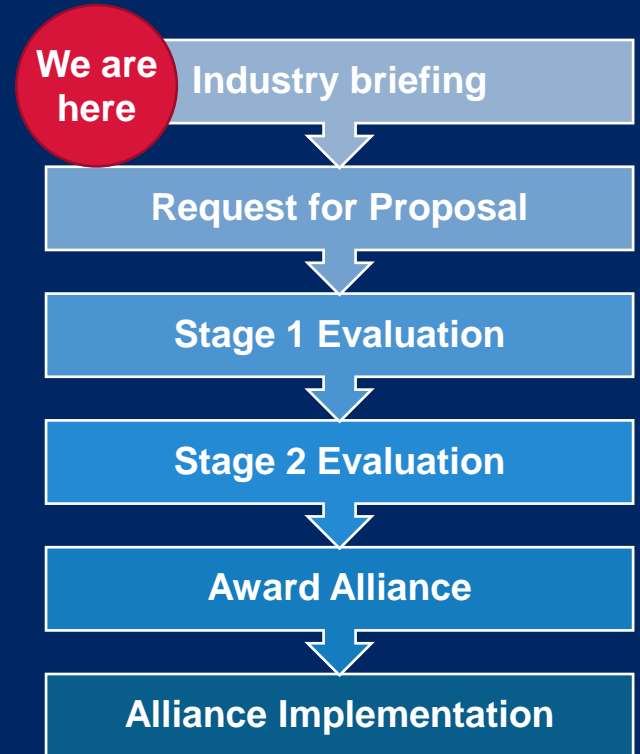 We are
here
Industry briefing
Request for Proposal
Stage 1 Evaluation
Stage 2 Evaluation
Award Alliance
Alliance Implementation